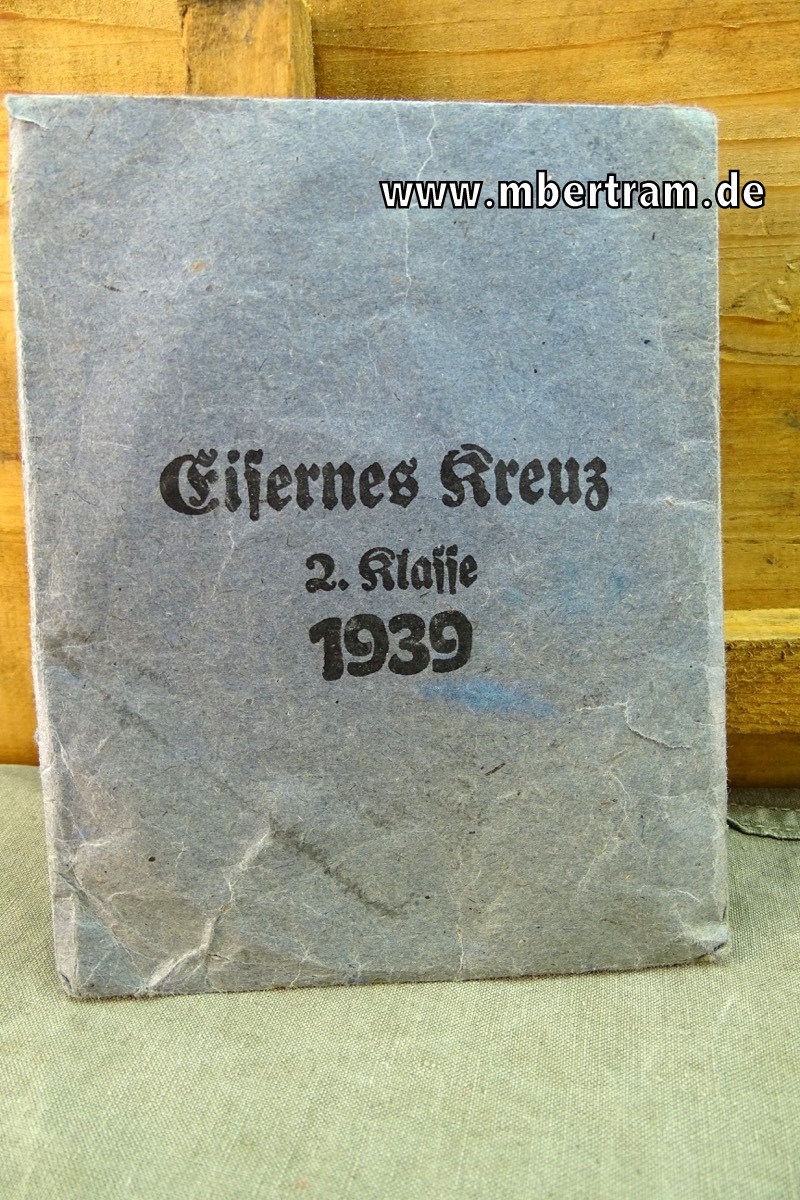 www.mbertram.de
Eiſernes Kreuz
2. Klaſſe
1939